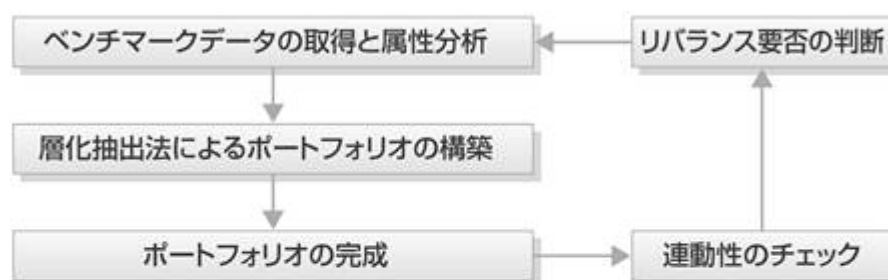 ベンチマークデータの取得と属性分析
リバランス要否の判断
層化抽出法によるポートフォリオの構築
ポートフォリオの完成
連動性のチェック